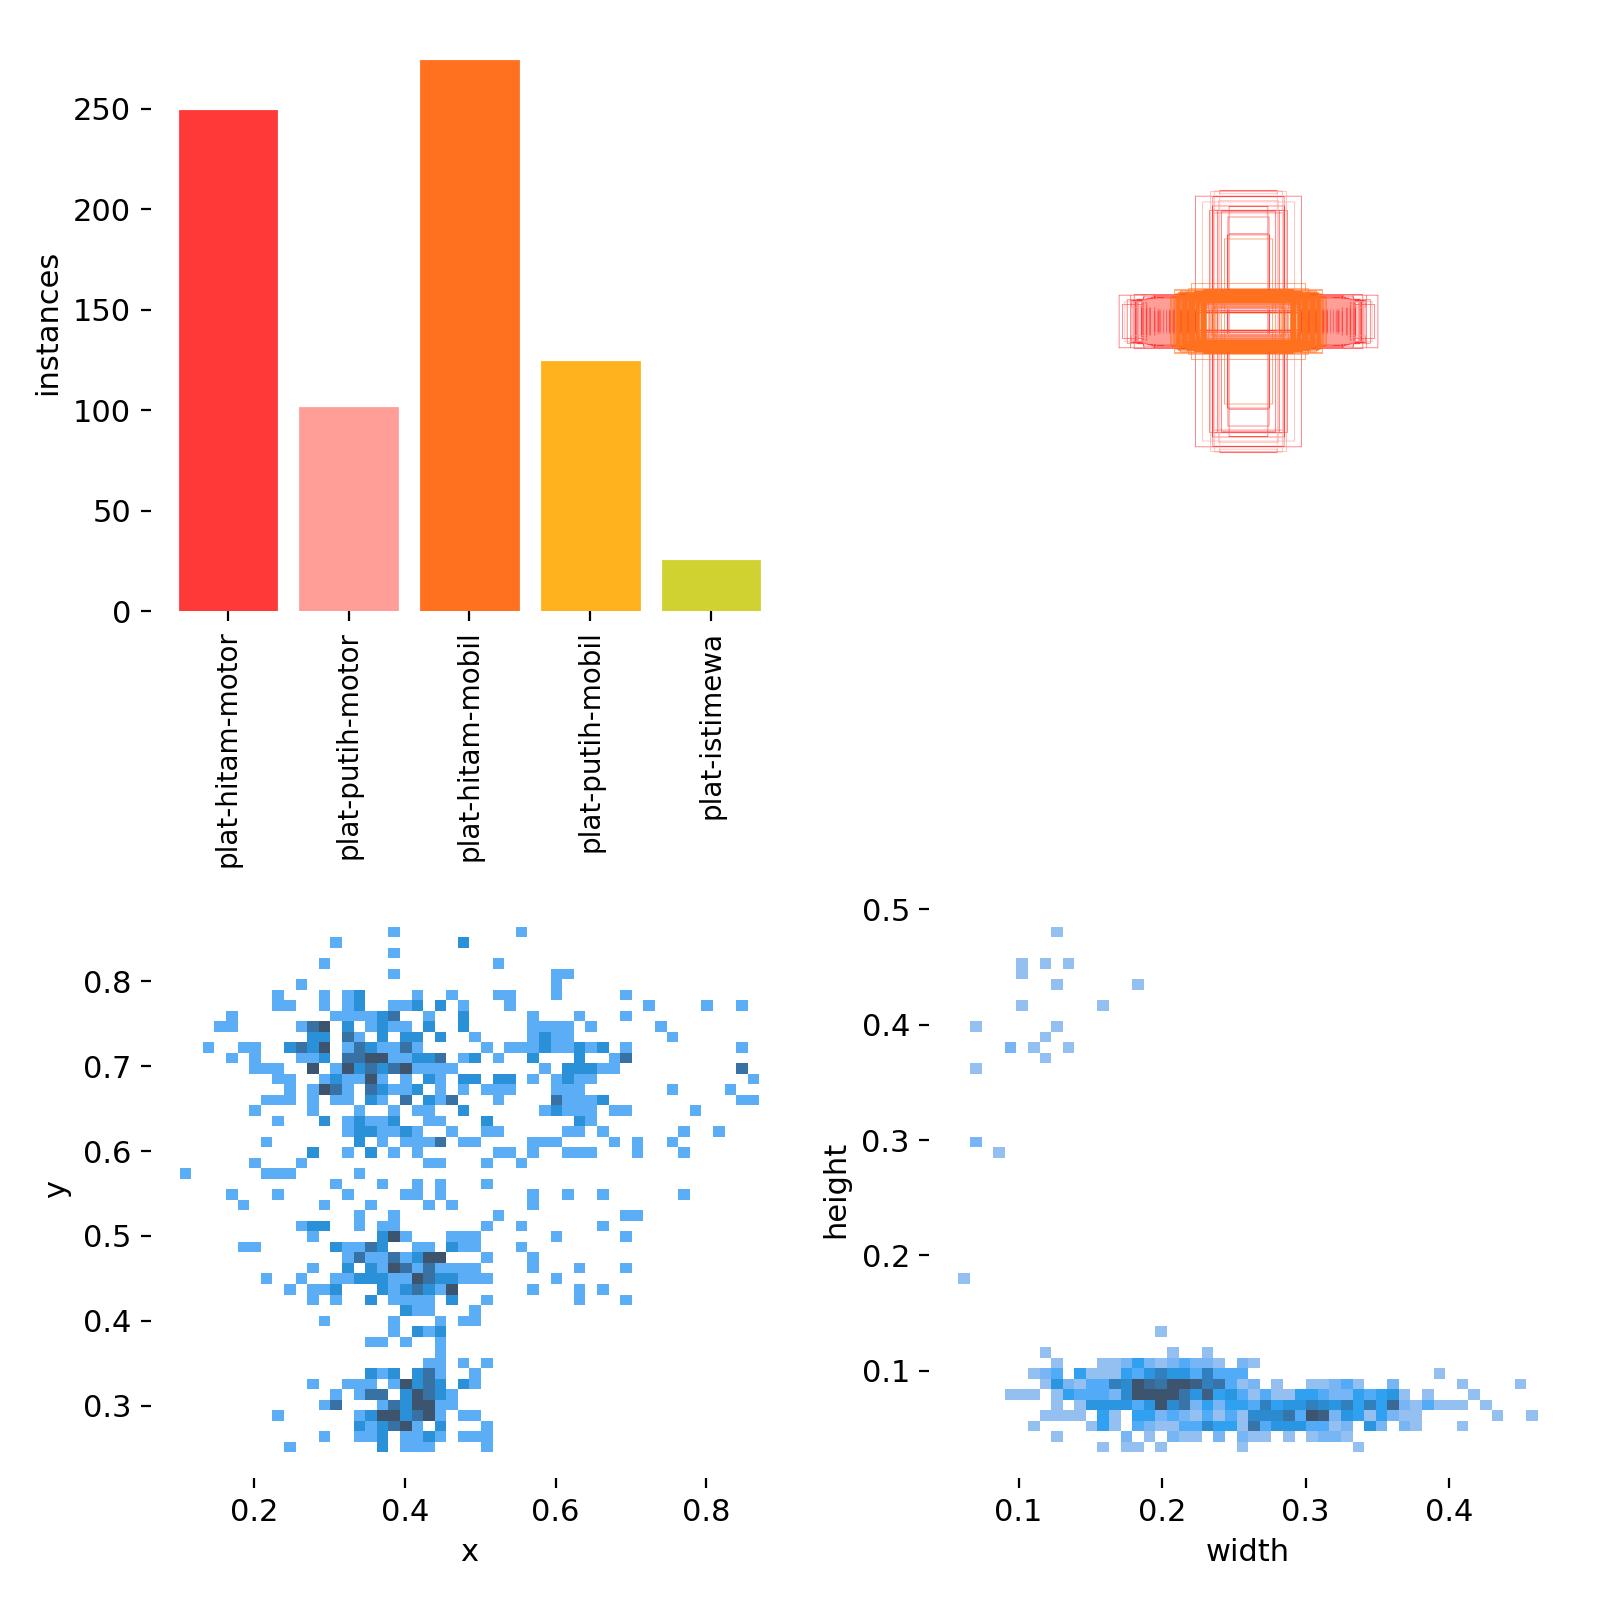 250
200
150
100
50
0
instances
plat-hitam-motor
plat-putih-motor
plat-hitam-mobil
plat-putih-mobil
plat-istimewa
0.8
0.7
0.6
0.5
0.4
0.3
y
0.2 0.4 0.6 0.8
x
0.5
0.4
0.3
0.2
0.1
height
0.1 0.2 0.3 0.4
width